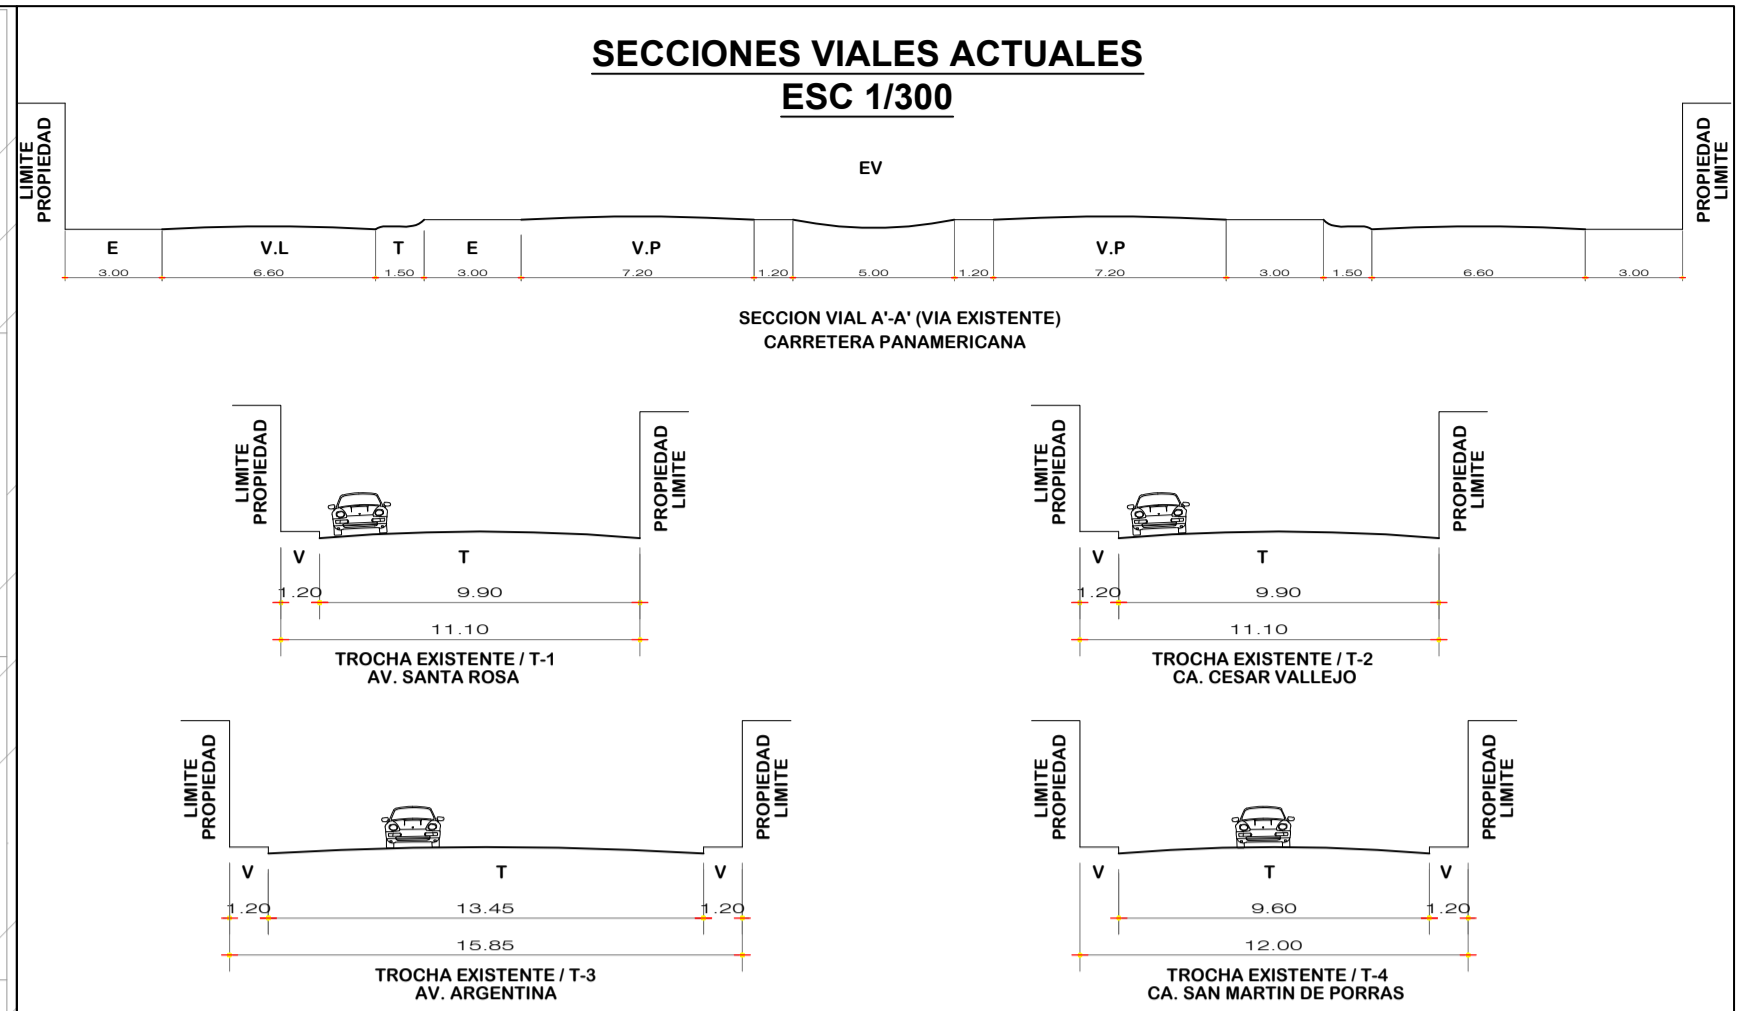 SECCIONES VIALES ACTUALES
ESC 1/300
LIMITE
PROPIEDAD
PROPIEDAD
LIMITE
EV
E
V.L
T
E
V.P
V.P
3.00
6.60
1.50
3.00
7.20
1.20
5.00
1.20
7.20
3.00
1.50
6.60
3.00
SECCION VIAL A'-A' (VIA EXISTENTE)
CARRETERA PANAMERICANA
LIMITE
PROPIEDAD
PROPIEDAD
LIMITE
V
T
1.20
9.90
11.10
TROCHA EXISTENTE / T-1
AV. SANTA ROSA
LIMITE
PROPIEDAD
PROPIEDAD
LIMITE
V
T
1.20
9.90
11.10
TROCHA EXISTENTE / T-2
CA. CESAR VALLEJO
LIMITE
PROPIEDAD
PROPIEDAD
LIMITE
V
T
V
1.20
13.45
1.20
15.85
TROCHA EXISTENTE / T-3
AV. ARGENTINA
LIMITE
PROPIEDAD
PROPIEDAD
LIMITE
V
T
V
9.60
1.20
12.00
TROCHA EXISTENTE / T-4
CA. SAN MARTIN DE PORRAS